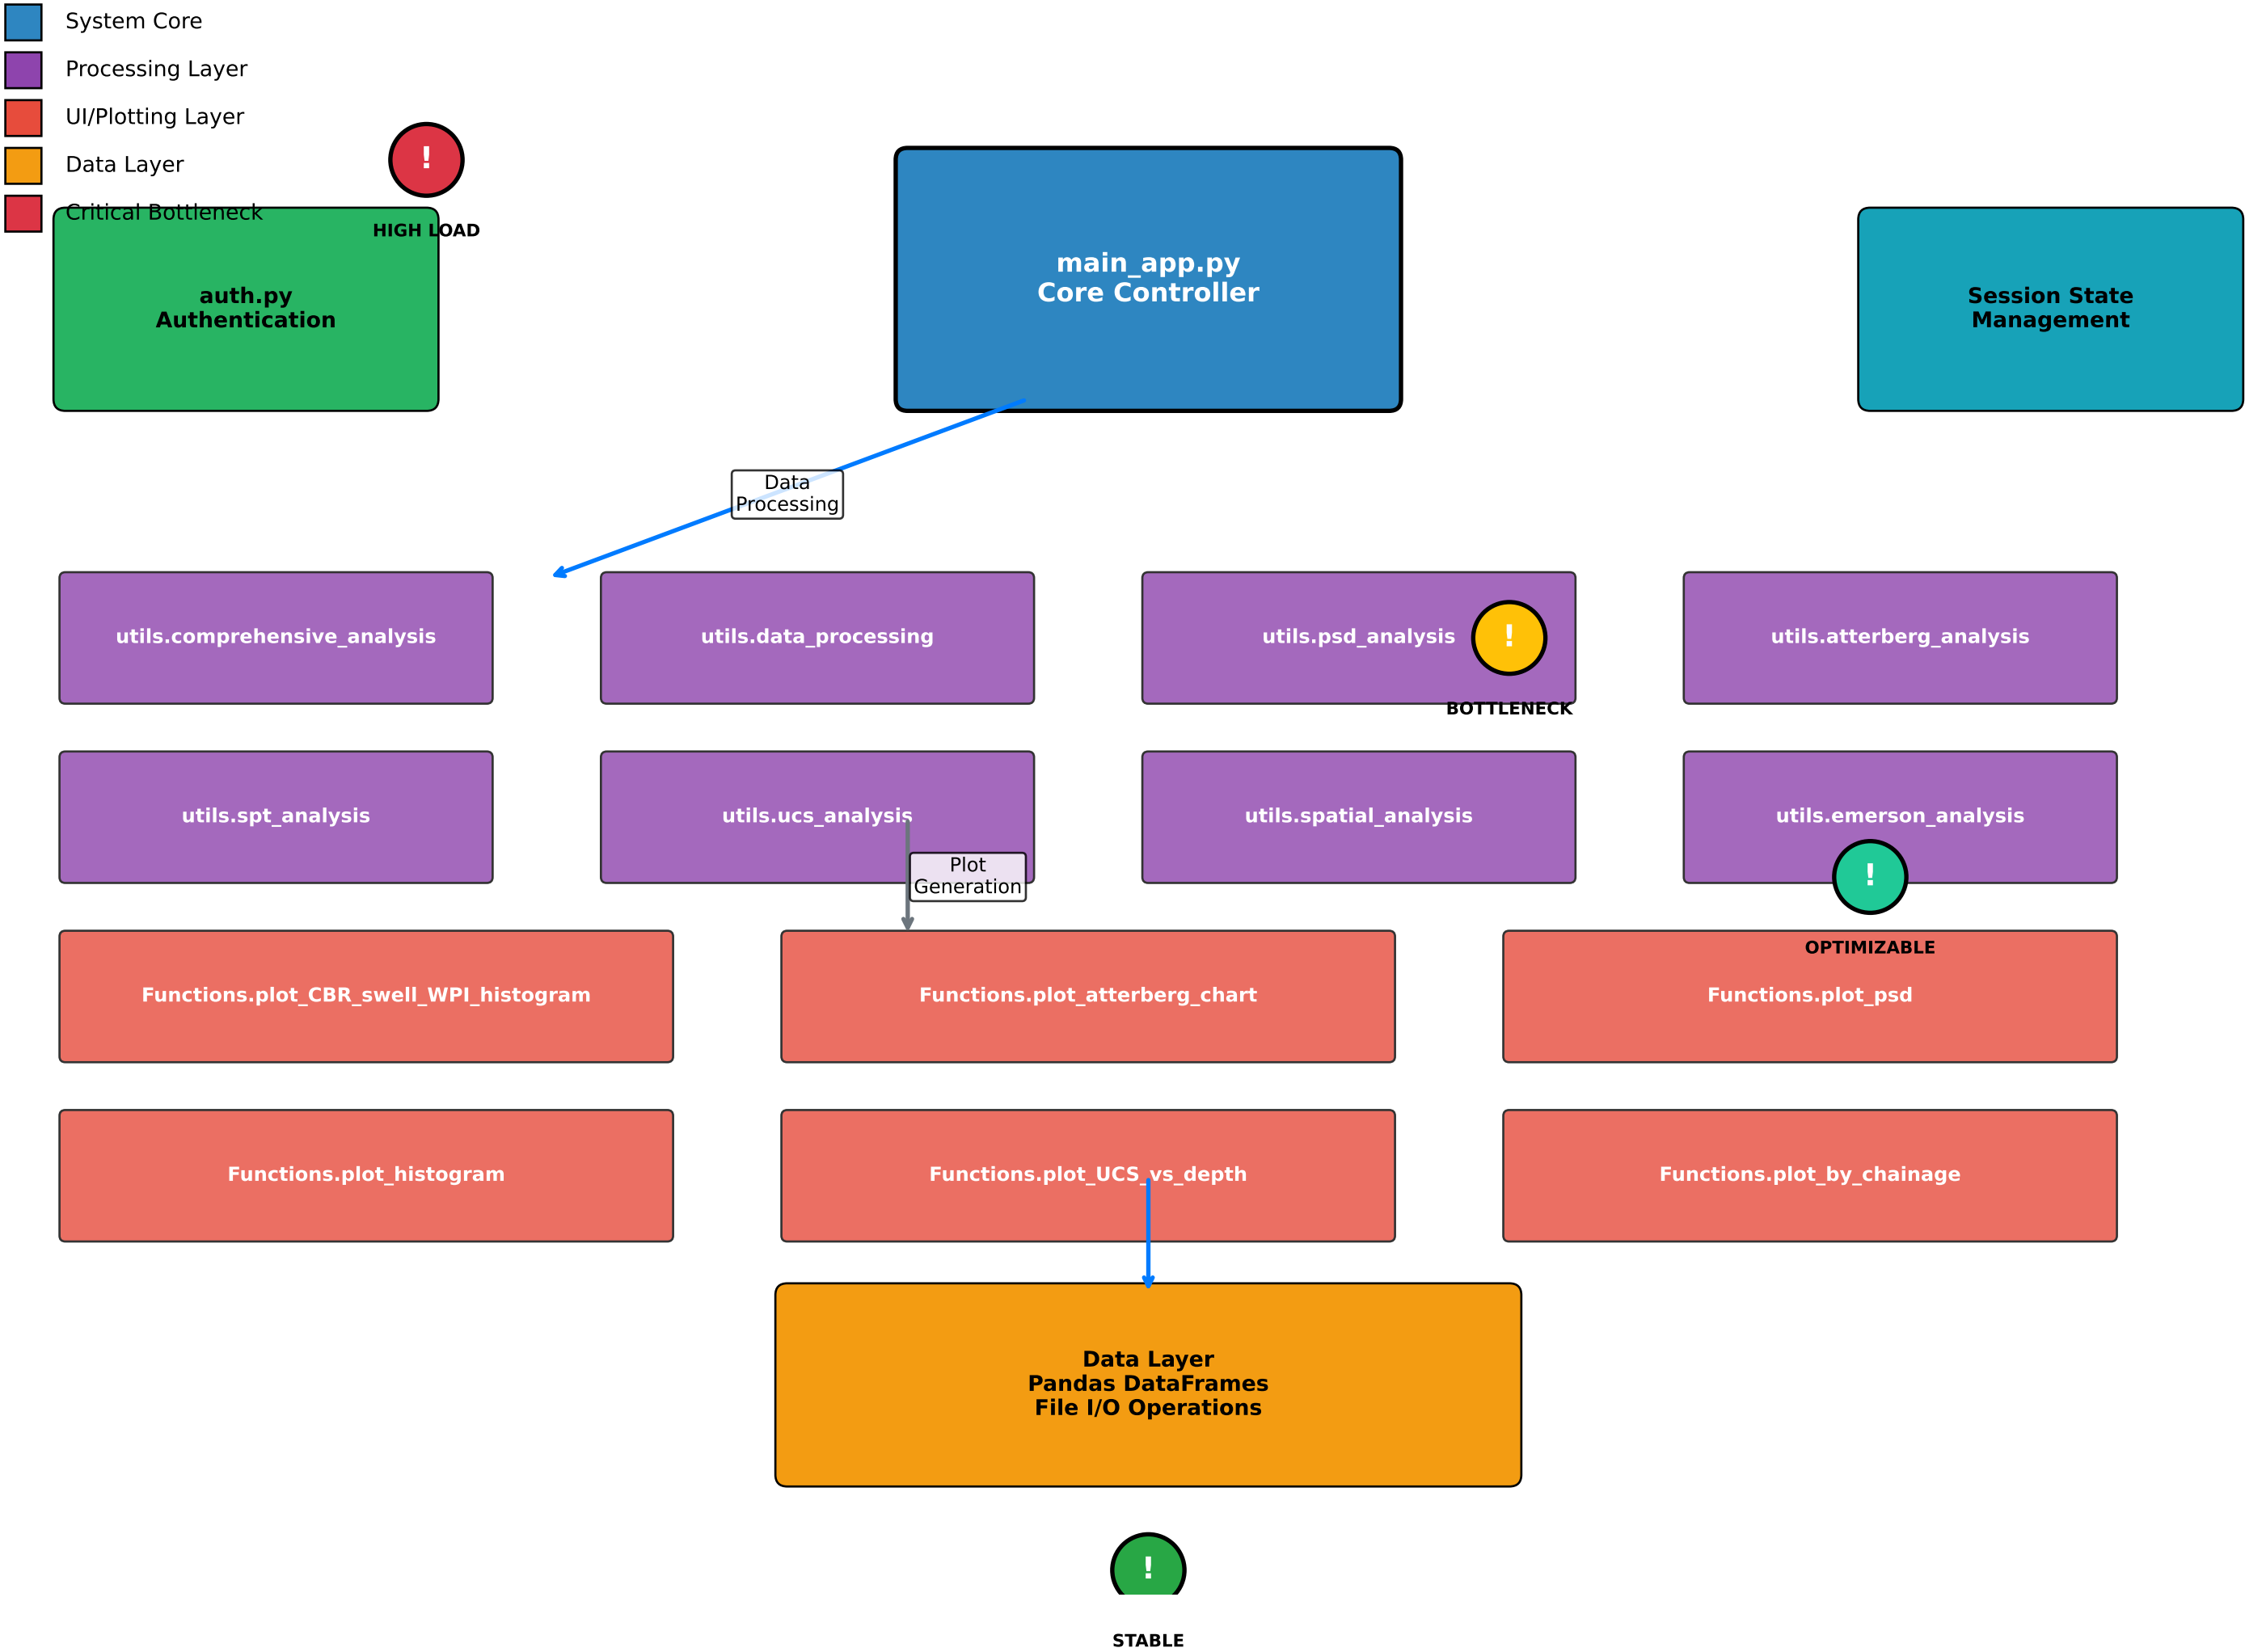 System Core
Processing Layer
UI/Plotting Layer
Data Layer
Critical Bottleneck
!
HIGH LOAD
auth.py
Authentication
main_app.py
Core Controller
Session State
Management
Data
Processing
utils.comprehensive_analysis
utils.data_processing
utils.psd_analysis
!
BOTTLENECK
utils.atterberg_analysis
utils.spt_analysis
utils.ucs_analysis
utils.spatial_analysis
utils.emerson_analysis
Plot
Generation
!
OPTIMIZABLE
Functions.plot_CBR_swell_WPI_histogram
Functions.plot_atterberg_chart
Functions.plot_psd
Functions.plot_histogram
Functions.plot_UCS_vs_depth
Functions.plot_by_chainage
Data Layer
Pandas DataFrames
File I/O Operations
!
STABLE